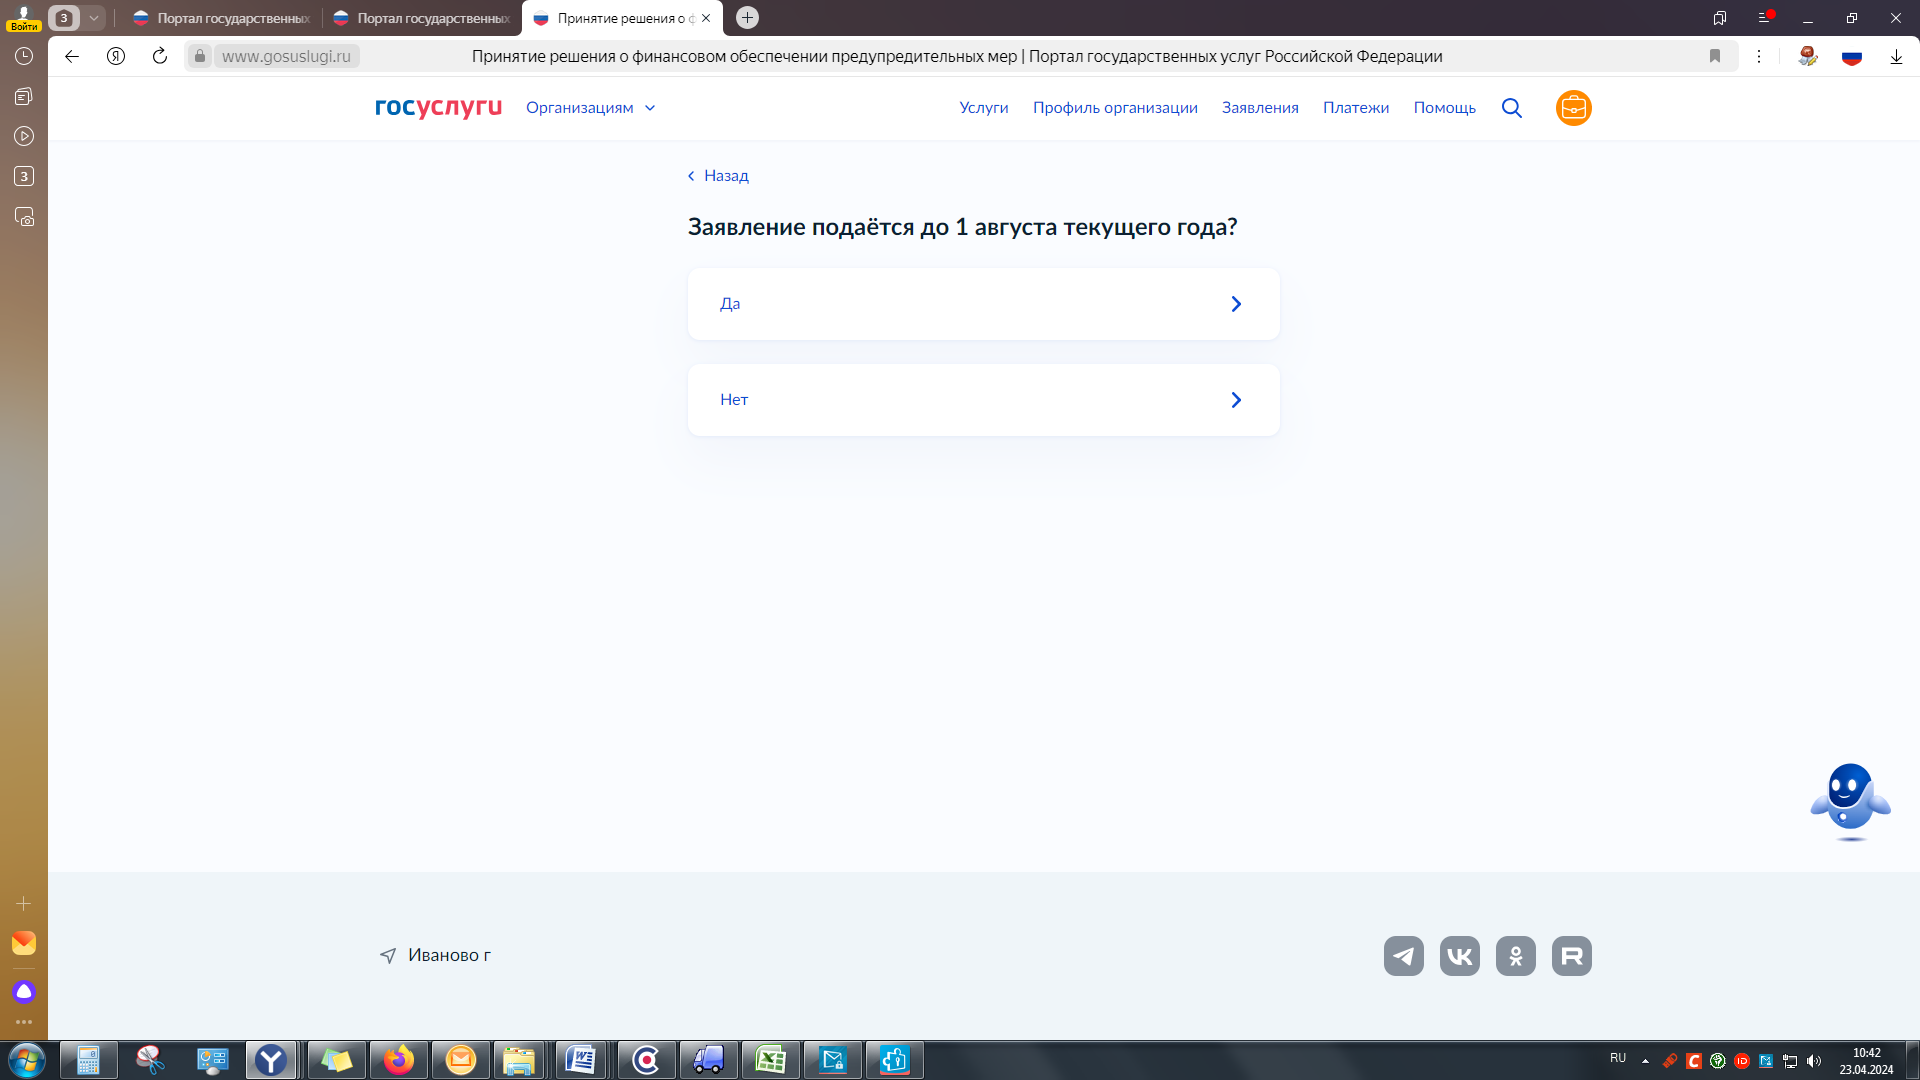 Войти
3
Портал государственных
Портал государственных
Принятие решения о ф
www.gosuslugi.ru
Принятие решения о финансовом обеспечении предупредительных мер | Портал государственных услуг Российской Федерации
3
госуслуги
Организациям
Услуги
Профиль организации
Заявления
Платежи
Помощь
Назад
Заявление подаётся до 1 августа текущего года?
Да
Нет
Иваново г
RU
10:42
23.04.2024